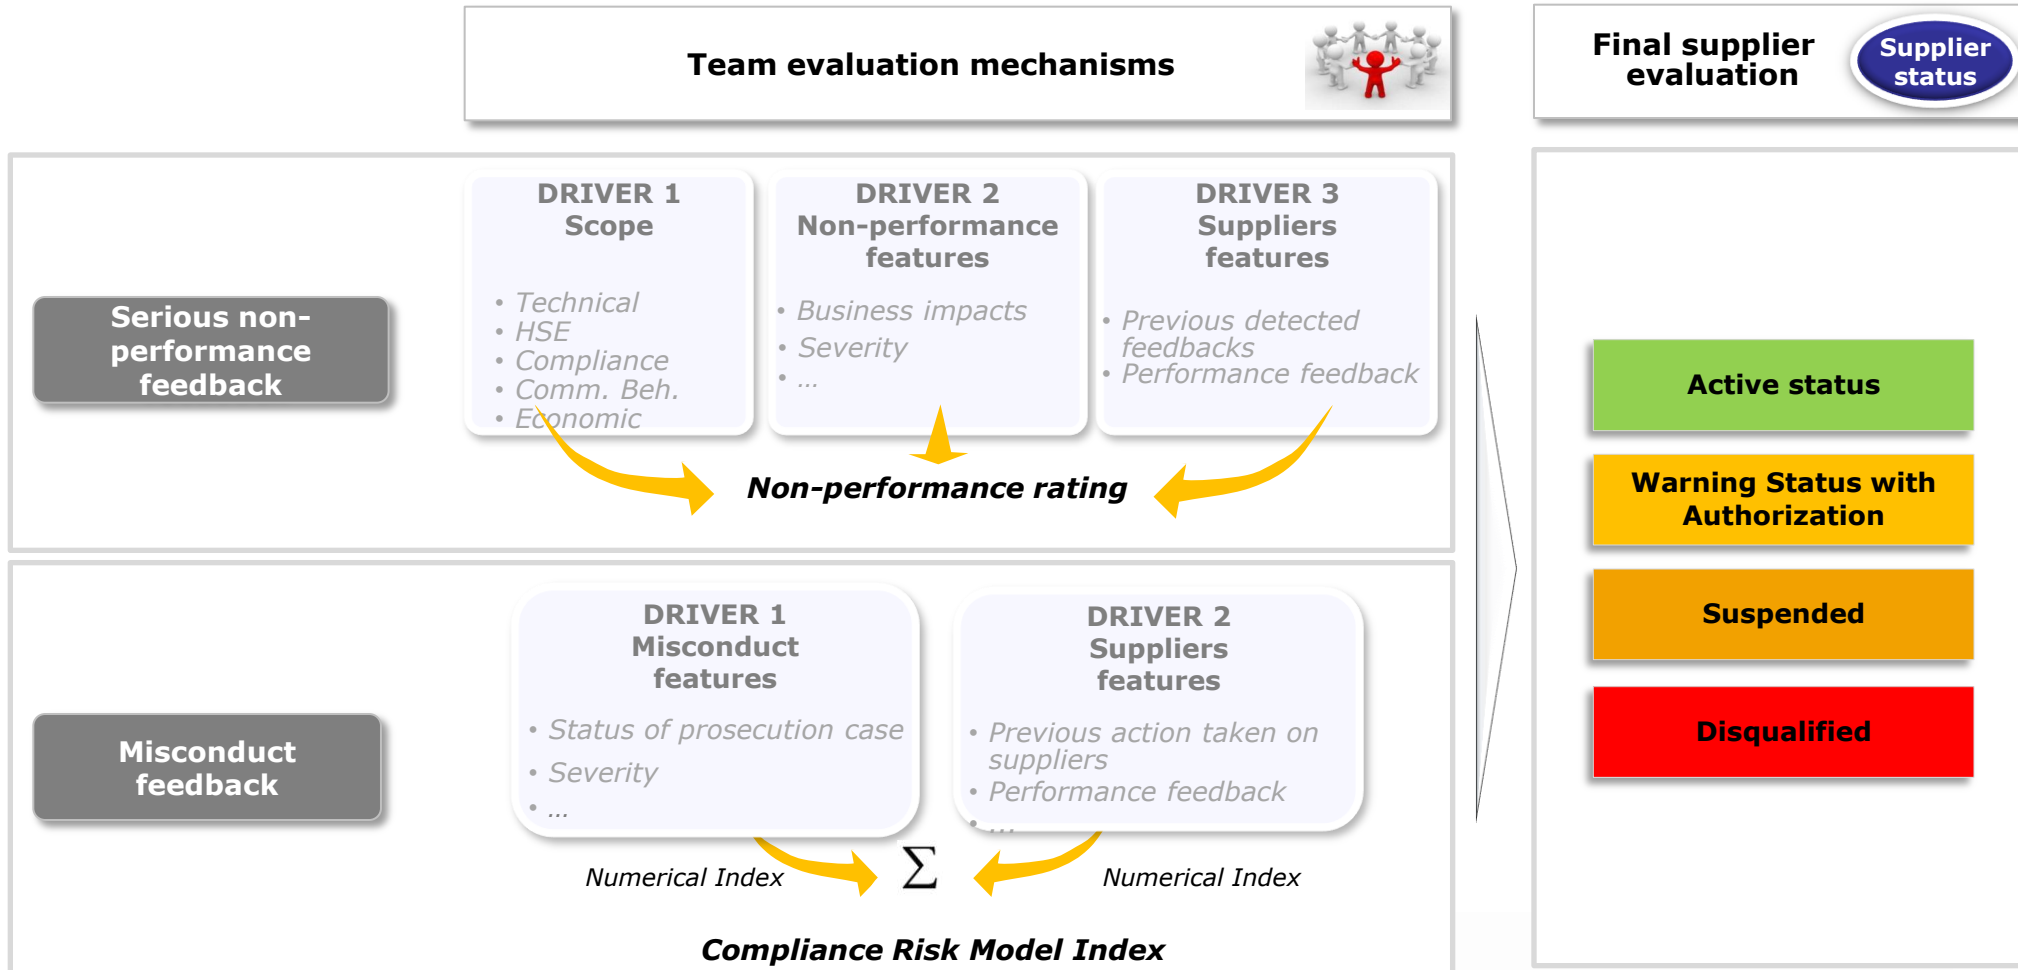 Team evaluation mechanisms
Final supplier
evaluation
Supplier
status
Serious non-
performance
feedback
DRIVER 1
Scope
• Technical
• HSE
• Compliance
• Comm. Beh.
• Economic
DRIVER 2
Non-performance
features
• Business impacts
• Severity
• ...
DRIVER 3
Suppliers
features
• Previous detected
feedbacks
• Performance feedback
Non-performance rating
Misconduct
feedback
DRIVER 1
Misconduct
features
• Status of prosecution case
• Severity
• ...
DRIVER 2
Suppliers
features
• Previous action taken on
suppliers
• Performance feedback
• ...
Numerical Index
Σ
Numerical Index
Compliance Risk Model Index
Active status
Warning Status with
Authorization
Suspended
Disqualified